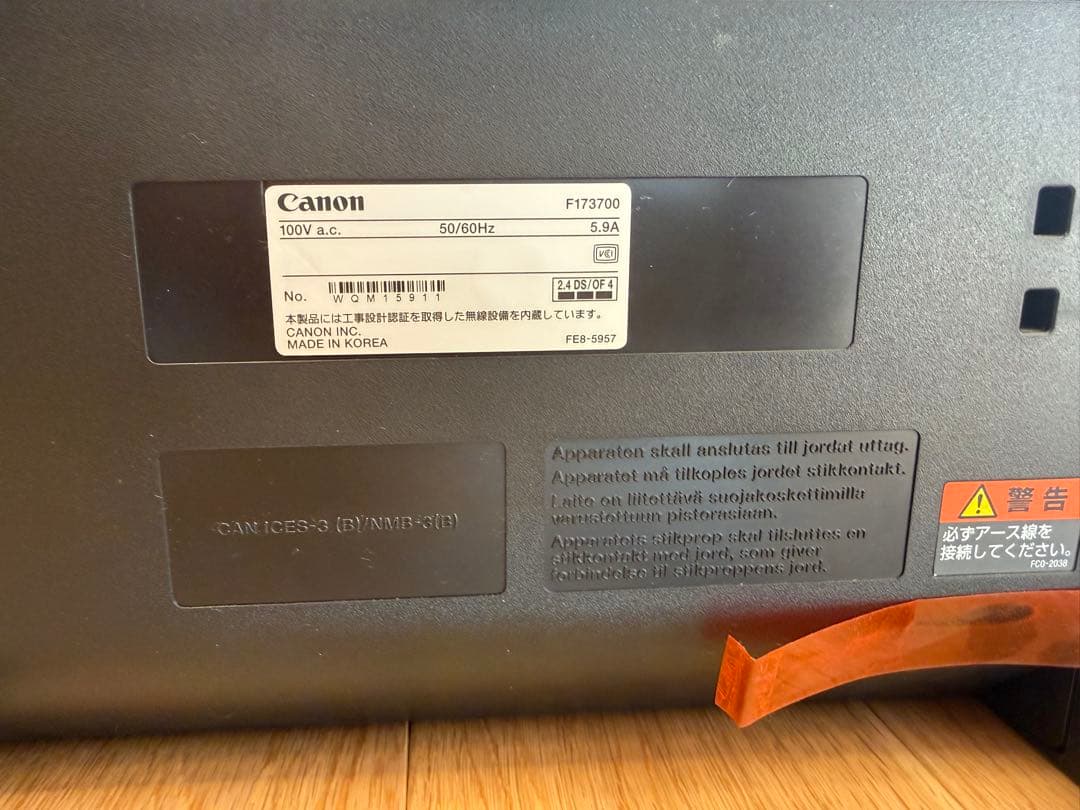 Canon
F173700
100V a.c. 50/60Hz 5.9A
VCCI
No. WQM15911
2.4 DS/OF 4
本製品には工事設計認証を取得した無線設備を内蔵しています。
CANON INC.
MADE IN KOREA
FE8-5957
CAN ICES-3 (B)/NMB-3(B)
Apparaten skall anslutas till jordat uttag.
Apparatet må tilkoples jordet stikkontakt.
Laite on liitettävä suojakoskettimilla
varustettuun pistorasiaan.
Apparatets stikprop skal tilsluttes en
stikkontakt med jord, som giver
forbindelse til stikproppens jord.
警告
必ずアース線を
接続してください。
FC0-2038